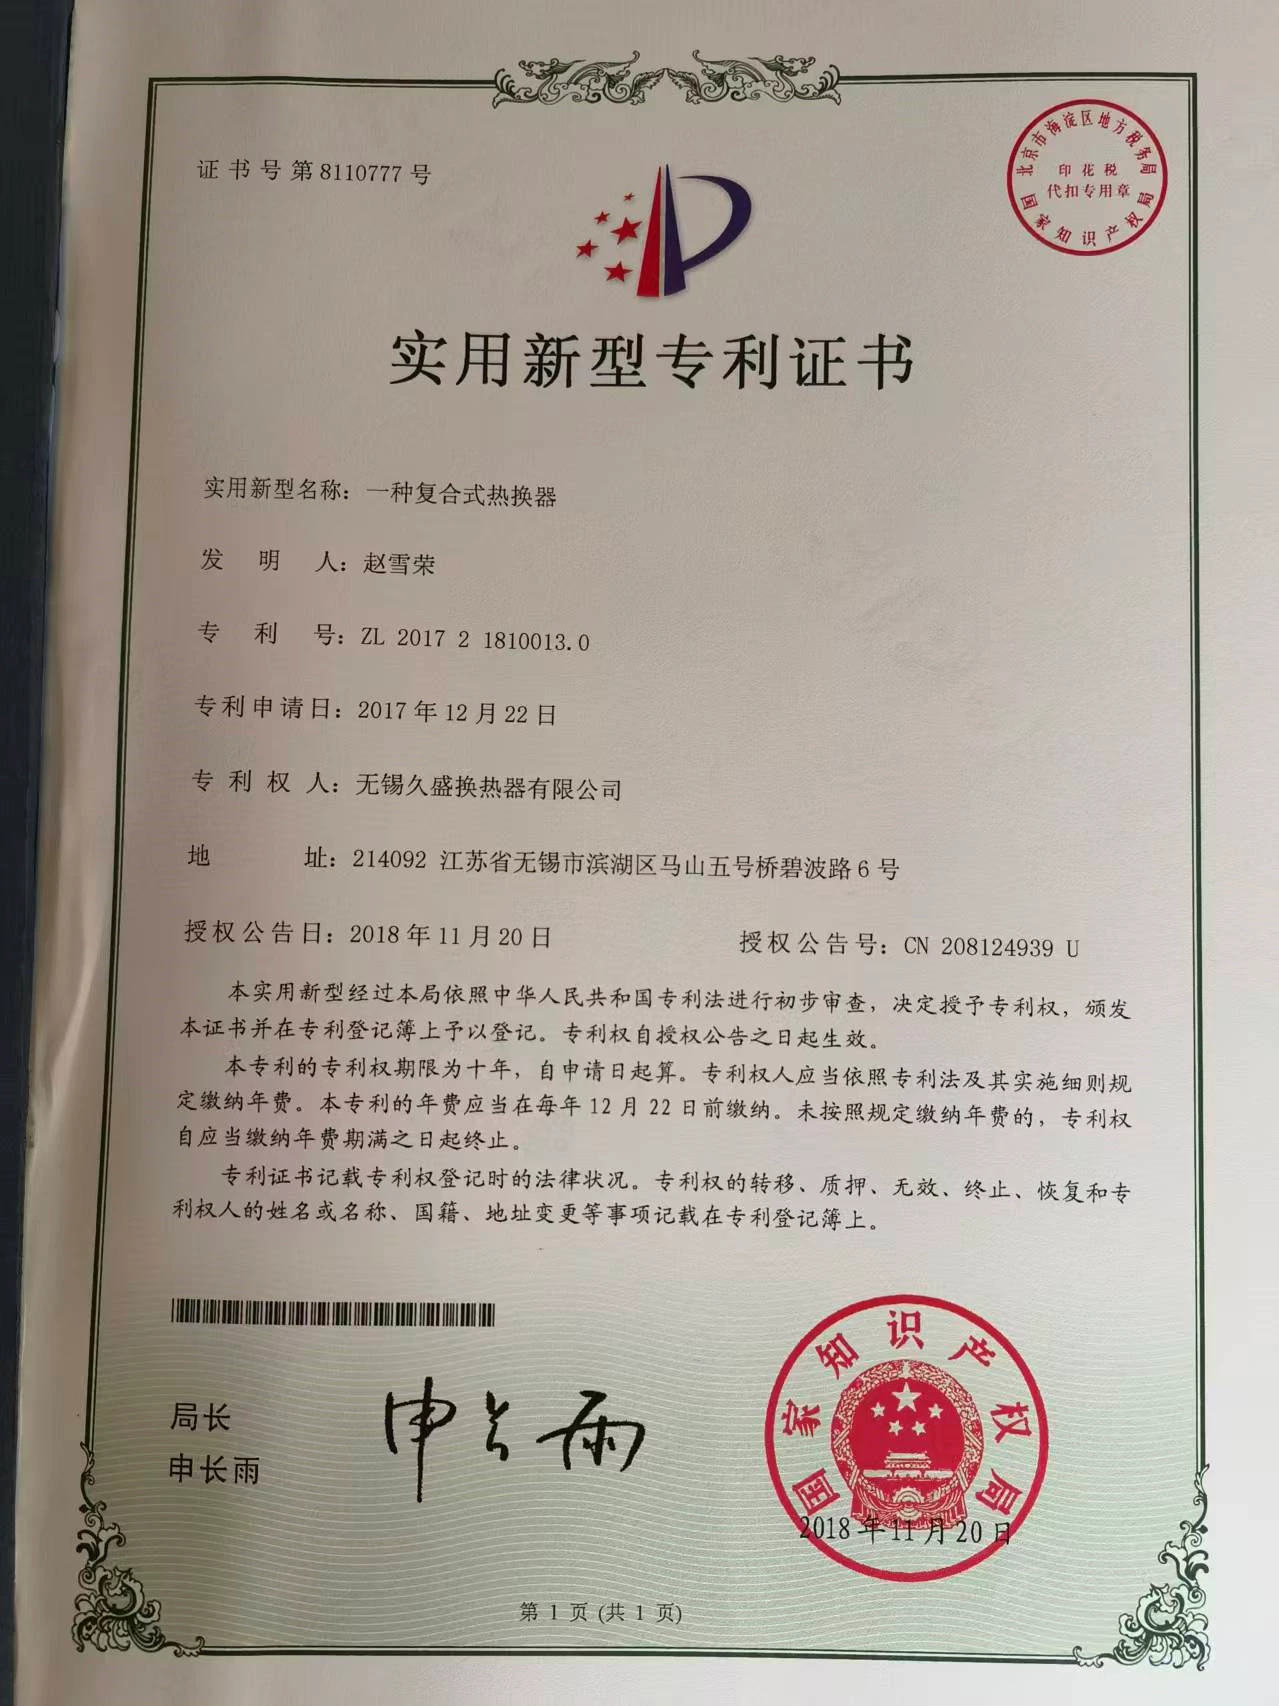 证书号第8110777号
北京市海淀区地方税务局
印花税
代扣专用章
国家知识产权局
实用新型专利证书
实用新型名称：一种复合式热换器
发明人：赵雪荣
专利号：ZL 2017 2 1810013.0
专利申请日：2017年12月22日
专利权人：无锡久盛换热器有限公司
地址：214092 江苏省无锡市滨湖区马山五号桥碧波路6号
授权公告日：2018年11月20日 授权公告号：CN 208124939 U
本实用新型经过本局依照中华人民共和国专利法进行初步审查，决定授予专利权，颁发
本证书并在专利登记簿上予以登记。专利权自授权公告之日起生效。
本专利的专利权期限为十年，自申请日起算。专利权人应当依照专利法及其实施细则规
定缴纳年费。本专利的年费应当在每年12月22日前缴纳。未按照规定缴纳年费的，专利权
自应当缴纳年费期满之日起终止。
专利证书记载专利权登记时的法律状况。专利权的转移、质押、无效、终止、恢复和专
利权人的姓名或名称、国籍、地址变更等事项记载在专利登记簿上。
局长
申长雨
申长雨
国家知识产权局
2018年11月20日
第 1 页 (共 1 页)